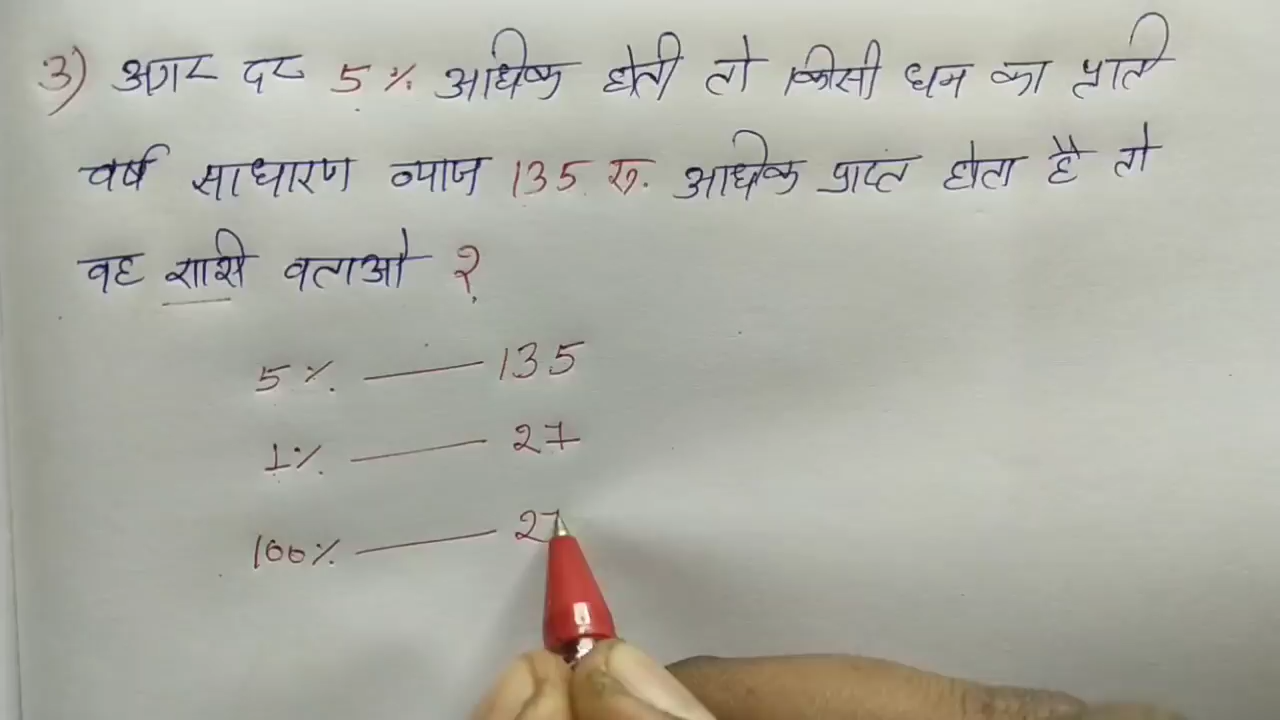 3) अगर दर 5% अधिक होती तो किसी धन का प्रति
वर्ष साधारण ब्याज 135 रु. अधिक प्राप्त होता है तो
वह राशि बताओ ?
5% — 135
1% — 27
100% — 27